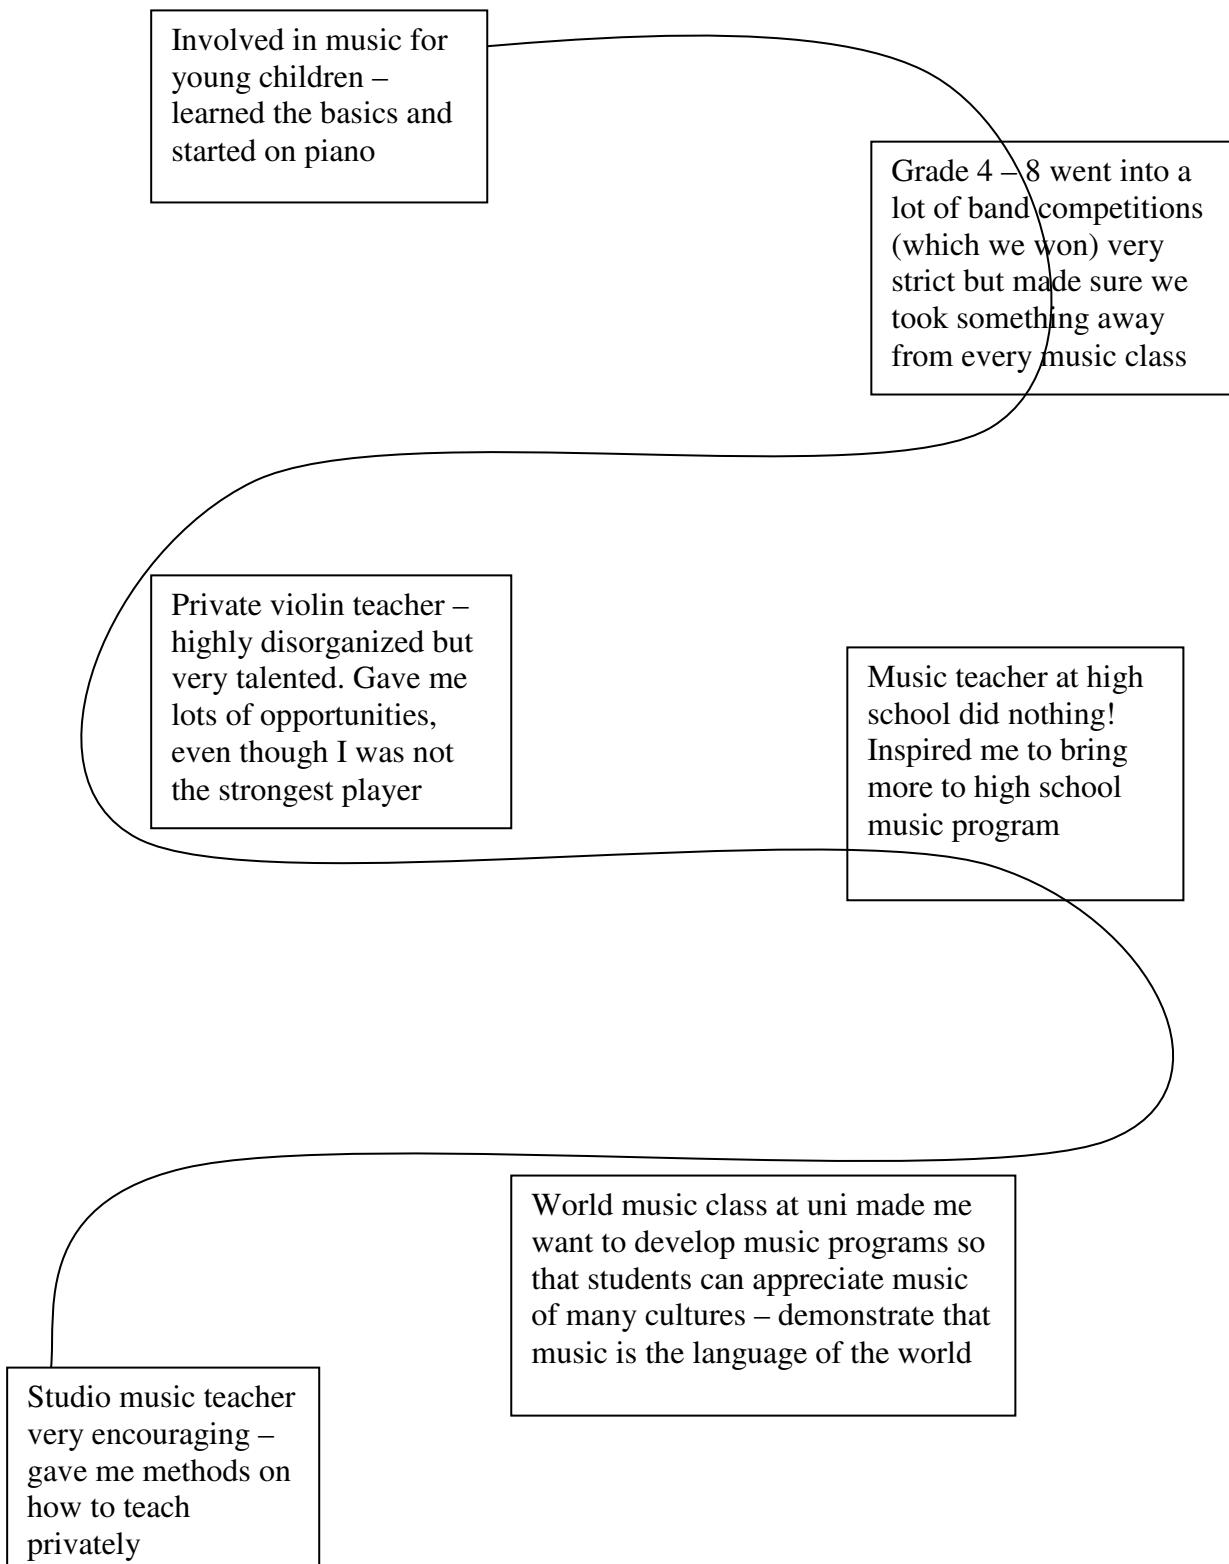 Involved in music for
young children –
learned the basics and
started on piano
Grade 4 – 8 went into a
lot of band competitions
(which we won) very
strict but made sure we
took something away
from every music class
Private violin teacher –
highly disorganized but
very talented. Gave me
lots of opportunities,
even though I was not
the strongest player
Music teacher at high
school did nothing!
Inspired me to bring
more to high school
music program
World music class at uni made me
want to develop music programs so
that students can appreciate music
of many cultures – demonstrate that
music is the language of the world
Studio music teacher
very encouraging –
gave me methods on
how to teach
privately